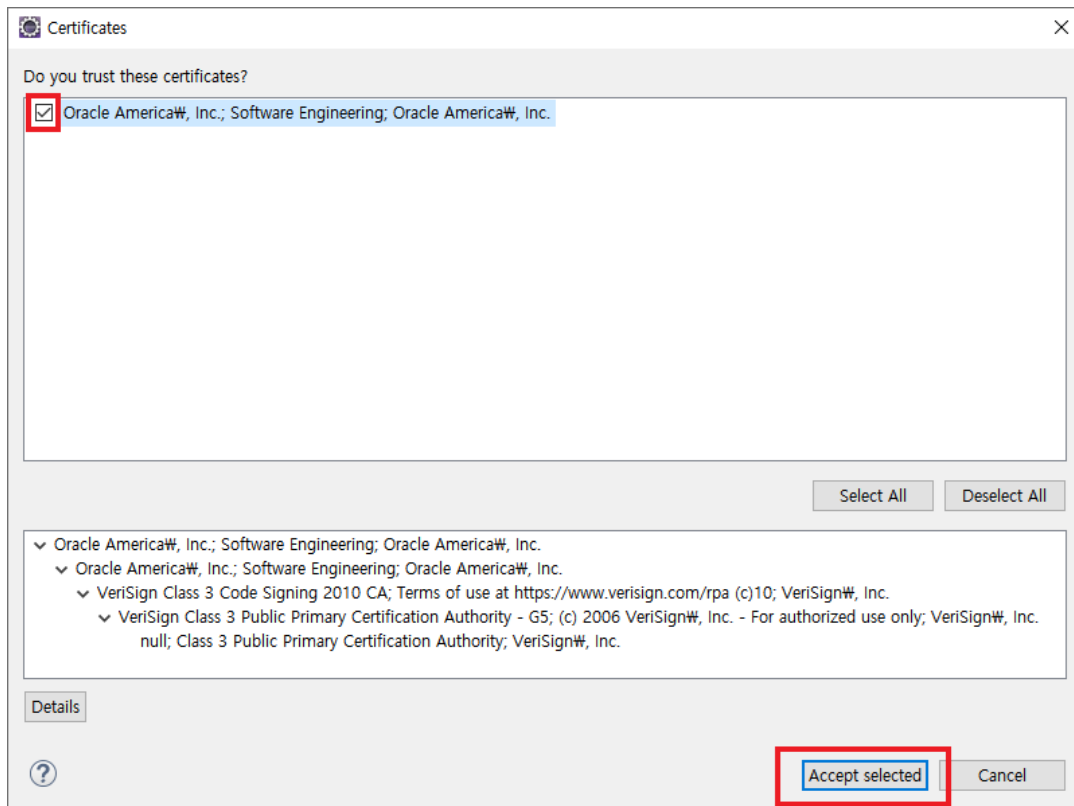 Certificates
Do you trust these certificates?
Oracle America₩, Inc.; Software Engineering; Oracle America₩, Inc.
Select All
Deselect All
Oracle America₩, Inc.; Software Engineering; Oracle America₩, Inc.
Oracle America₩, Inc.; Software Engineering; Oracle America₩, Inc.
VeriSign Class 3 Code Signing 2010 CA; Terms of use at https://www.verisign.com/rpa (c)10; VeriSign₩, Inc.
VeriSign Class 3 Public Primary Certification Authority - G5; (c) 2006 VeriSign₩, Inc. - For authorized use only; VeriSign₩, Inc.
null; Class 3 Public Primary Certification Authority; VeriSign₩, Inc.
Details
?
Accept selected
Cancel